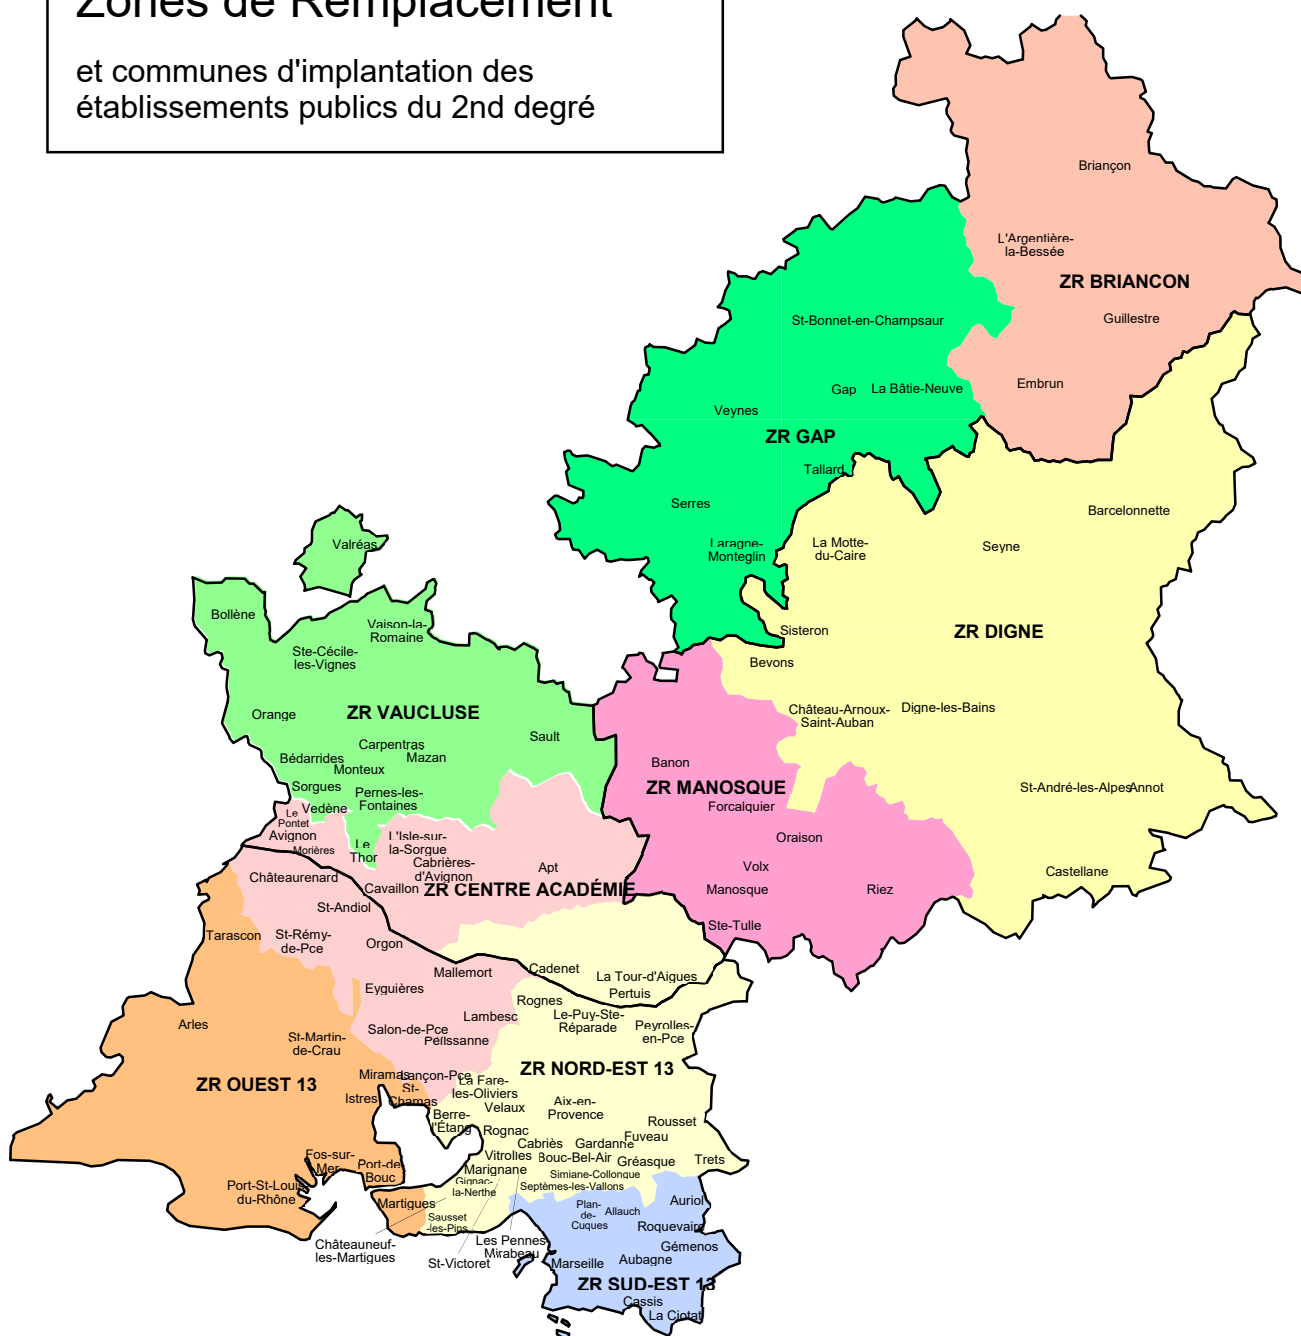 Zones de Remplacement
et communes d'implantation des
établissements publics du 2nd degré
Briançon
L'Argentière-
la-Bessée
ZR BRIANCON
Guillestre
St-Bonnet-en-Champsaur
Embrun
Gap
La Bâtie-Neuve
Veynes
ZR GAP
Tallard
Serres
Barcelonnette
Laragne-
Monteglin
La Motte-
du-Caire
Seyne
Valréas
Bollène
Vaison-la-
Romaine
Sisteron
ZR DIGNE
Ste-Cécile-
les-Vignes
Bevons
Orange
ZR VAUCLUSE
Château-Arnoux-
Saint-Auban
Digne-les-Bains
Sault
Carpentras
Mazan
Bédarrides
Monteux
Banon
Sorgues
Pernes-les-
Fontaines
ZR MANOSQUE
St-André-les-Alpes
Annot
Vedène
Forcalquier
Le
Pontet
Avignon
Morières
Le
Thor
L'Isle-sur-
la-Sorgue
Oraison
Cabrières-
d'Avignon
Apt
Volx
Castellane
Châteaurenard
Cavaillon
ZR CENTRE ACADÉMIE
Manosque
Riez
St-Andiol
Tarascon
St-Rémy-
de-Pce
Orgon
Ste-Tulle
Mallemort
Cadenet
La Tour-d'Aigues
Eyguières
Pertuis
Rognes
Lambesc
Le-Puy-Ste-
Réparade
Peyrolles-
en-Pce
Arles
St-Martin-
de-Crau
Salon-de-Pce
Pélissanne
ZR OUEST 13
ZR NORD-EST 13
Miramas
Lançon-Pce
La Fare-
les-Oliviers
Istres
St-
Chamas
Velaux
Aix-en-
Provence
Berre-
l'Étang
Rognac
Rousset
Cabriès
Gardanne
Fuveau
Fos-sur-
Mer
Port-de-
Bouc
Vitrolles
Bouc-Bel-Air
Gréasque
Trets
Marignane
Simiane-Collongue
Gignac-
la-Nerthe
Septèmes-les-Vallons
Port-St-Louis
du-Rhône
Martigues
Plan-
de-
Cuques
Allauch
Auriol
Sausset
-les-Pins
Roquevaire
Châteauneuf-
les-Martigues
Les Pennes
Mirabeau
Gémenos
St-Victoret
Marseille
Aubagne
ZR SUD-EST 13
Cassis
La Ciotat